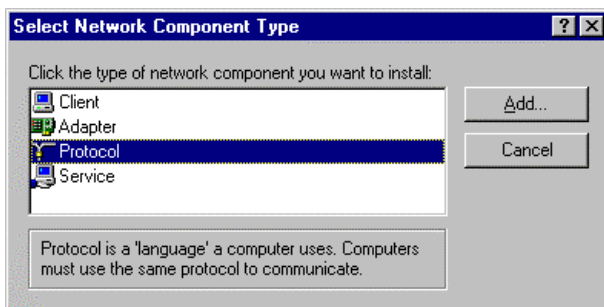 Select Network Component Type
Click the type of network component you want to install:
Client
Adapter
Protocol
Service
Add...
Cancel
Protocol is a 'language' a computer uses. Computers
must use the same protocol to communicate.